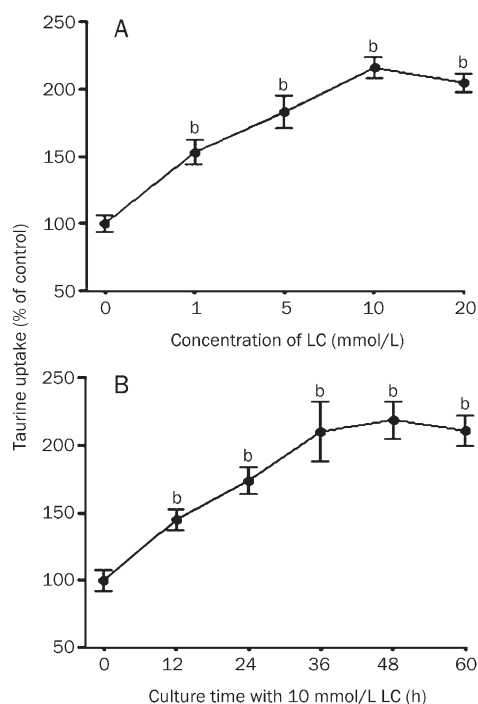 Taurine uptake (% of control)
A
250
200
150
100
50
b
b
b
b
0 1 5 10 20
Concentration of LC (mmol/L)
B
250
200
150
100
50
b
b
b
b
b
0 12 24 36 48 60
Culture time with 10 mmol/L LC (h)